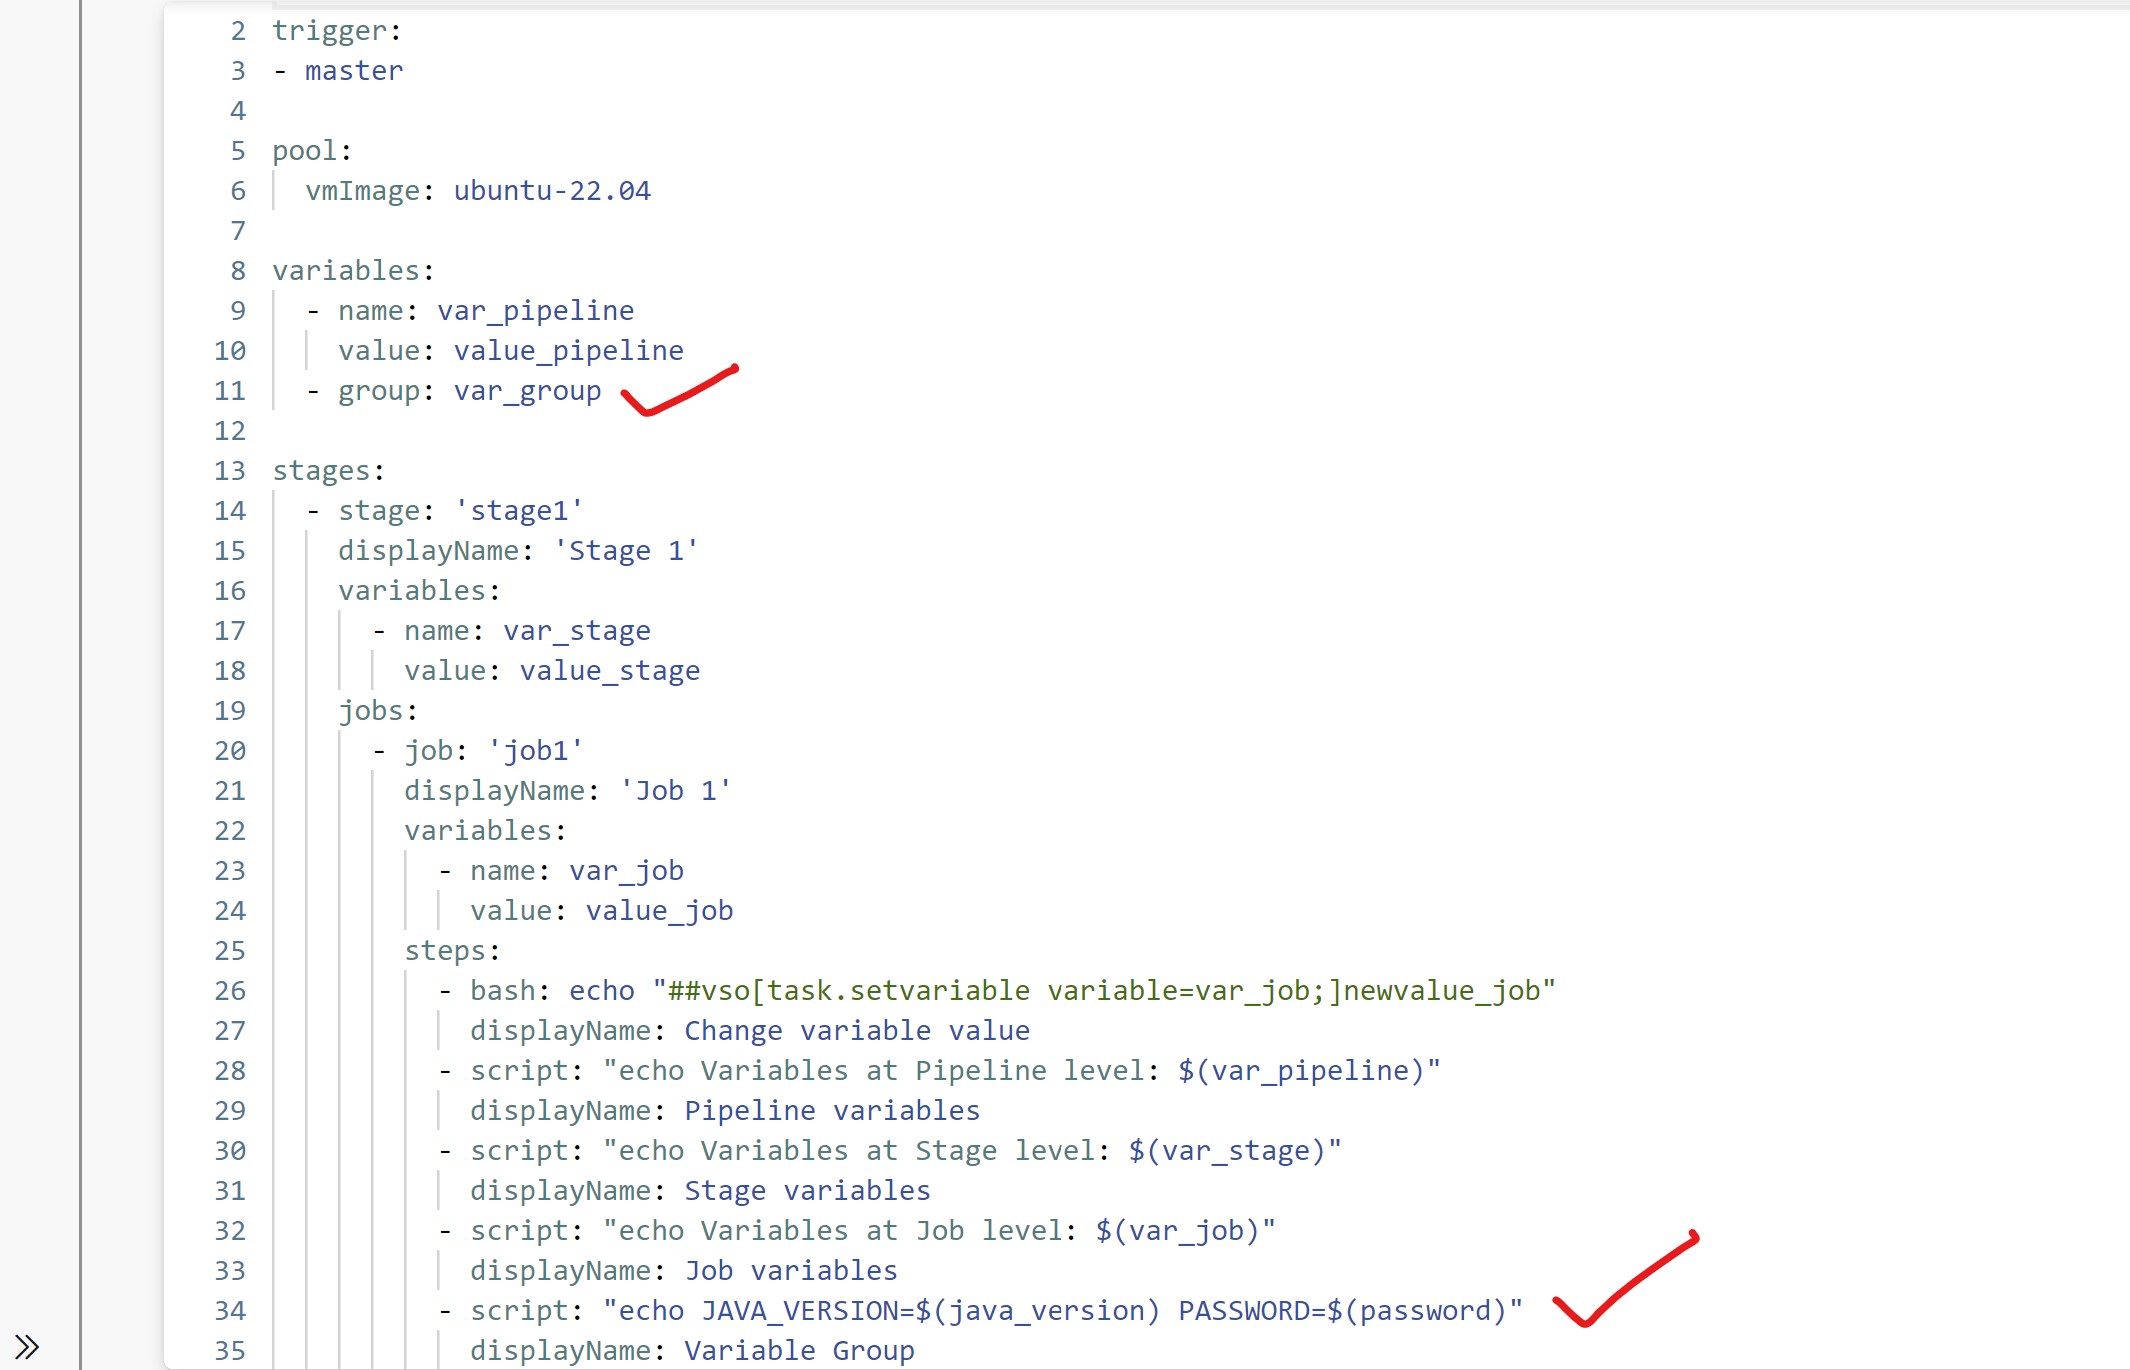 2 trigger:
3 - master
4
5 pool:
6   vmImage: ubuntu-22.04
7
8 variables:
9   - name: var_pipeline
10     value: value_pipeline
11   - group: var_group
12
13 stages:
14   - stage: 'stage1'
15     displayName: 'Stage 1'
16     variables:
17       - name: var_stage
18         value: value_stage
19     jobs:
20       - job: 'job1'
21         displayName: 'Job 1'
22         variables:
23           - name: var_job
24             value: value_job
25         steps:
26           - bash: echo "##vso[task.setvariable variable=var_job;]newvalue_job"
27             displayName: Change variable value
28           - script: "echo Variables at Pipeline level: $(var_pipeline)"
29             displayName: Pipeline variables
30           - script: "echo Variables at Stage level: $(var_stage)"
31             displayName: Stage variables
32           - script: "echo Variables at Job level: $(var_job)"
33             displayName: Job variables
34           - script: "echo JAVA_VERSION=$(java_version) PASSWORD=$(password)"
35             displayName: Variable Group